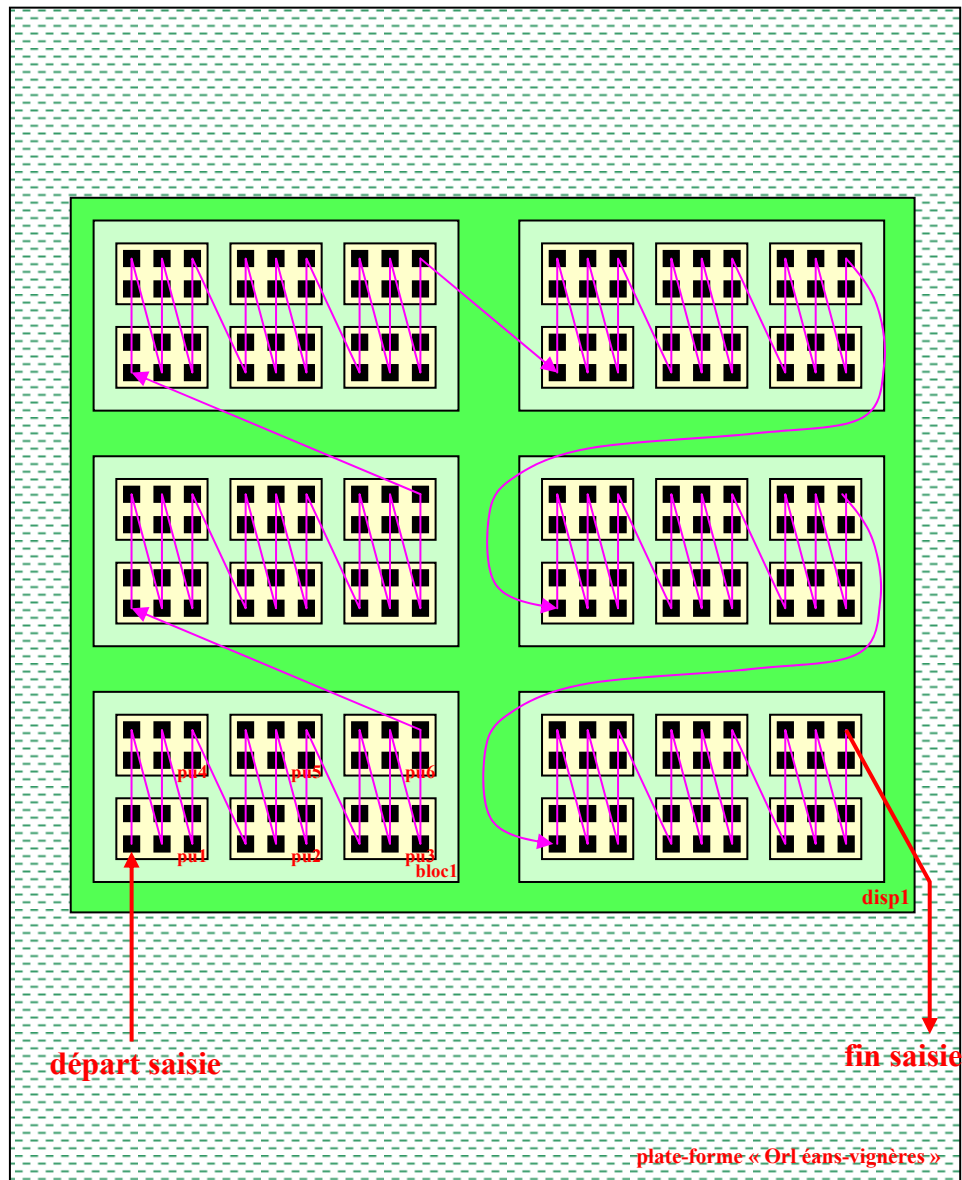 pu4 pu5 pu6
pu1 pu2 pu3
bloc1
disp1
départ saisie
fin saisie
plate-forme « Orl éans-vignères »